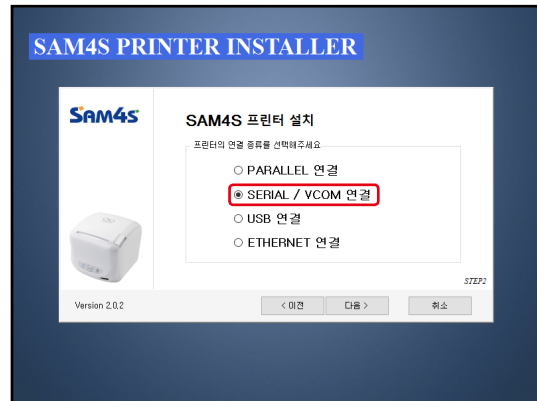 SAM4S PRINTER INSTALLER
SAM4S
SAM4S 프린터 설치
프린터의 연결 종류를 선택해주세요
PARALLEL 연결
SERIAL / VCOM 연결
USB 연결
ETHERNET 연결
STEP2
Version 2,0,2
< 이전
다음 >
취소